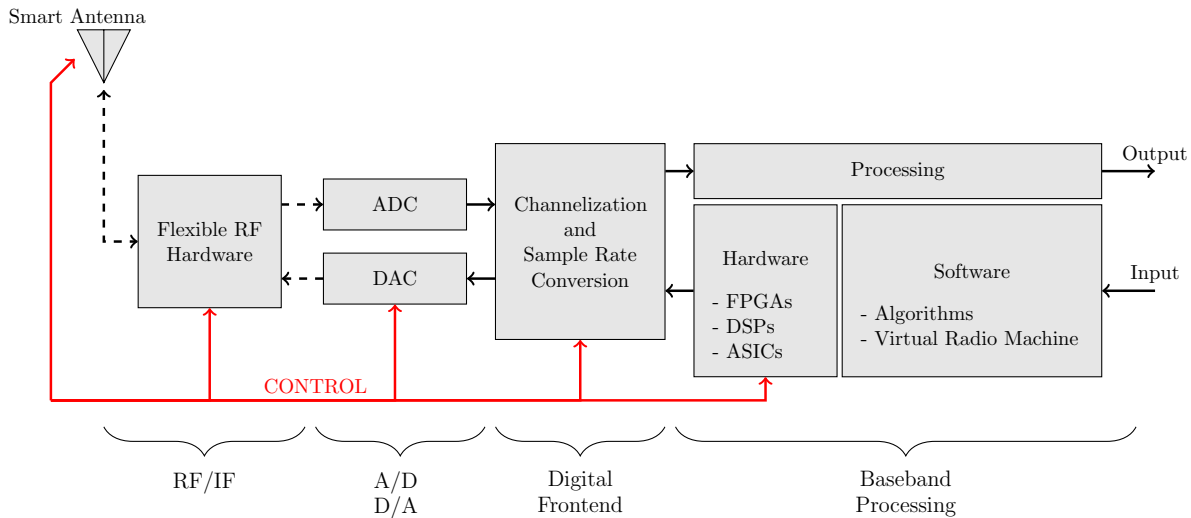 Smart Antenna
Flexible RF
Hardware
ADC
DAC
Channelization
and
Sample Rate
Conversion
Processing
Output
Hardware
- FPGAs
- DSPs
- ASICs
Software
- Algorithms
- Virtual Radio Machine
Input
CONTROL
RF/IF
A/D
D/A
Digital
Frontend
Baseband
Processing